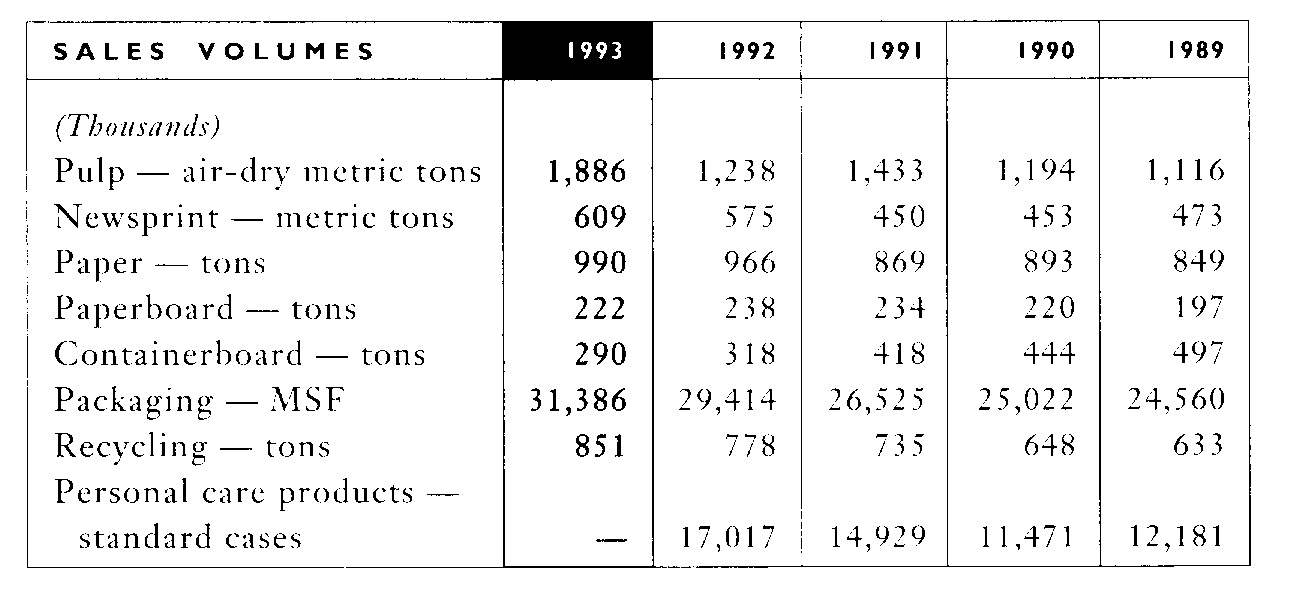 SALES VOLUMES 1993 1992 1991 1990 1989
(Thousands)
Pulp — air-dry metric tons 1,886 1,238 1,433 1,194 1,116
Newsprint — metric tons 609 575 450 453 473
Paper — tons 990 966 869 893 849
Paperboard — tons 222 238 234 220 197
Containerboard — tons 290 318 418 444 497
Packaging — MSF 31,386 29,414 26,525 25,022 24,560
Recycling — tons 851 778 735 648 633
Personal care products —
standard cases — 17,017 14,929 11,471 12,181